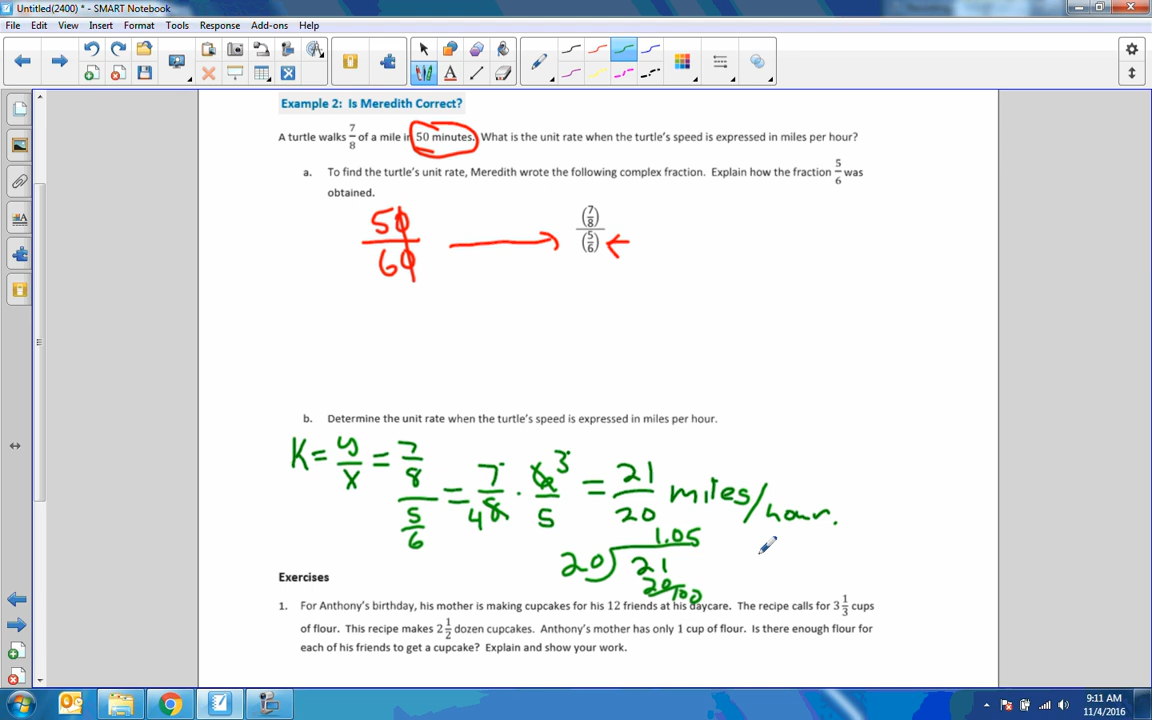 Untitled(2400) * - SMART Notebook
File Edit View Insert Format Tools Response Add-ons Help
Example 2: Is Meredith Correct?
A turtle walks 7/8 of a mile in 50 minutes. What is the unit rate when the turtle's speed is expressed in miles per hour?
a. To find the turtle's unit rate, Meredith wrote the following complex fraction. Explain how the fraction 5/6 was
obtained.
50/60 → (7/8)/(5/6) ←
b. Determine the unit rate when the turtle's speed is expressed in miles per hour.
K = y/x = 7/8 / 5/6 = 7/8 4 · 6/5 3 = 21/20 miles/hour.
1.05
20 ) 21
20
100
Exercises
1. For Anthony's birthday, his mother is making cupcakes for his 12 friends at his daycare. The recipe calls for 3 1/3 cups
of flour. This recipe makes 2 1/2 dozen cupcakes. Anthony's mother has only 1 cup of flour. Is there enough flour for
each of his friends to get a cupcake? Explain and show your work.
9:11 AM
11/4/2016